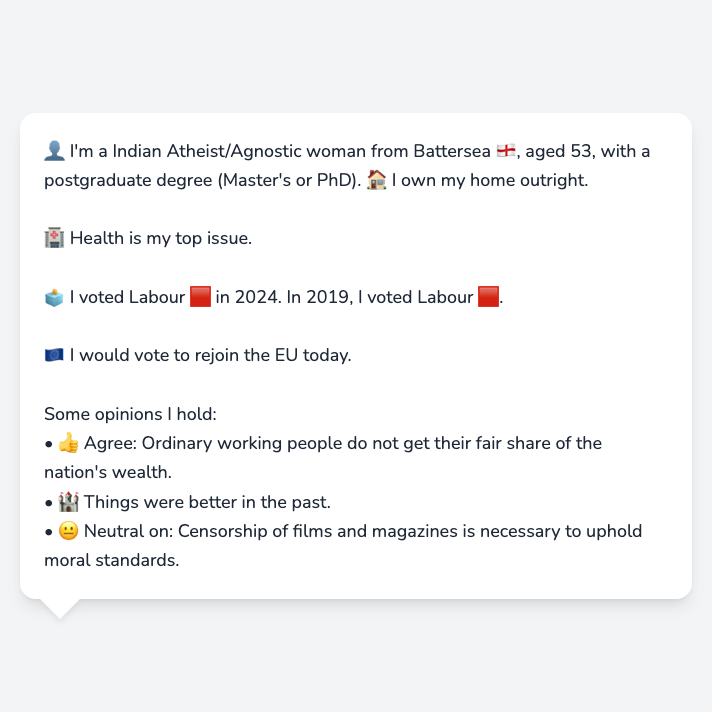 👤 I'm a Indian Atheist/Agnostic woman from Battersea 🏴󠁧󠁢󠁥󠁮󠁧󠁿, aged 53, with a
postgraduate degree (Master's or PhD). 🏠 I own my home outright.
🏥 Health is my top issue.
🗳️ I voted Labour 🟥 in 2024. In 2019, I voted Labour 🟥.
🇪🇺 I would vote to rejoin the EU today.
Some opinions I hold:
• 👍 Agree: Ordinary working people do not get their fair share of the
nation's wealth.
• 🏰 Things were better in the past.
• 😐 Neutral on: Censorship of films and magazines is necessary to uphold
moral standards.